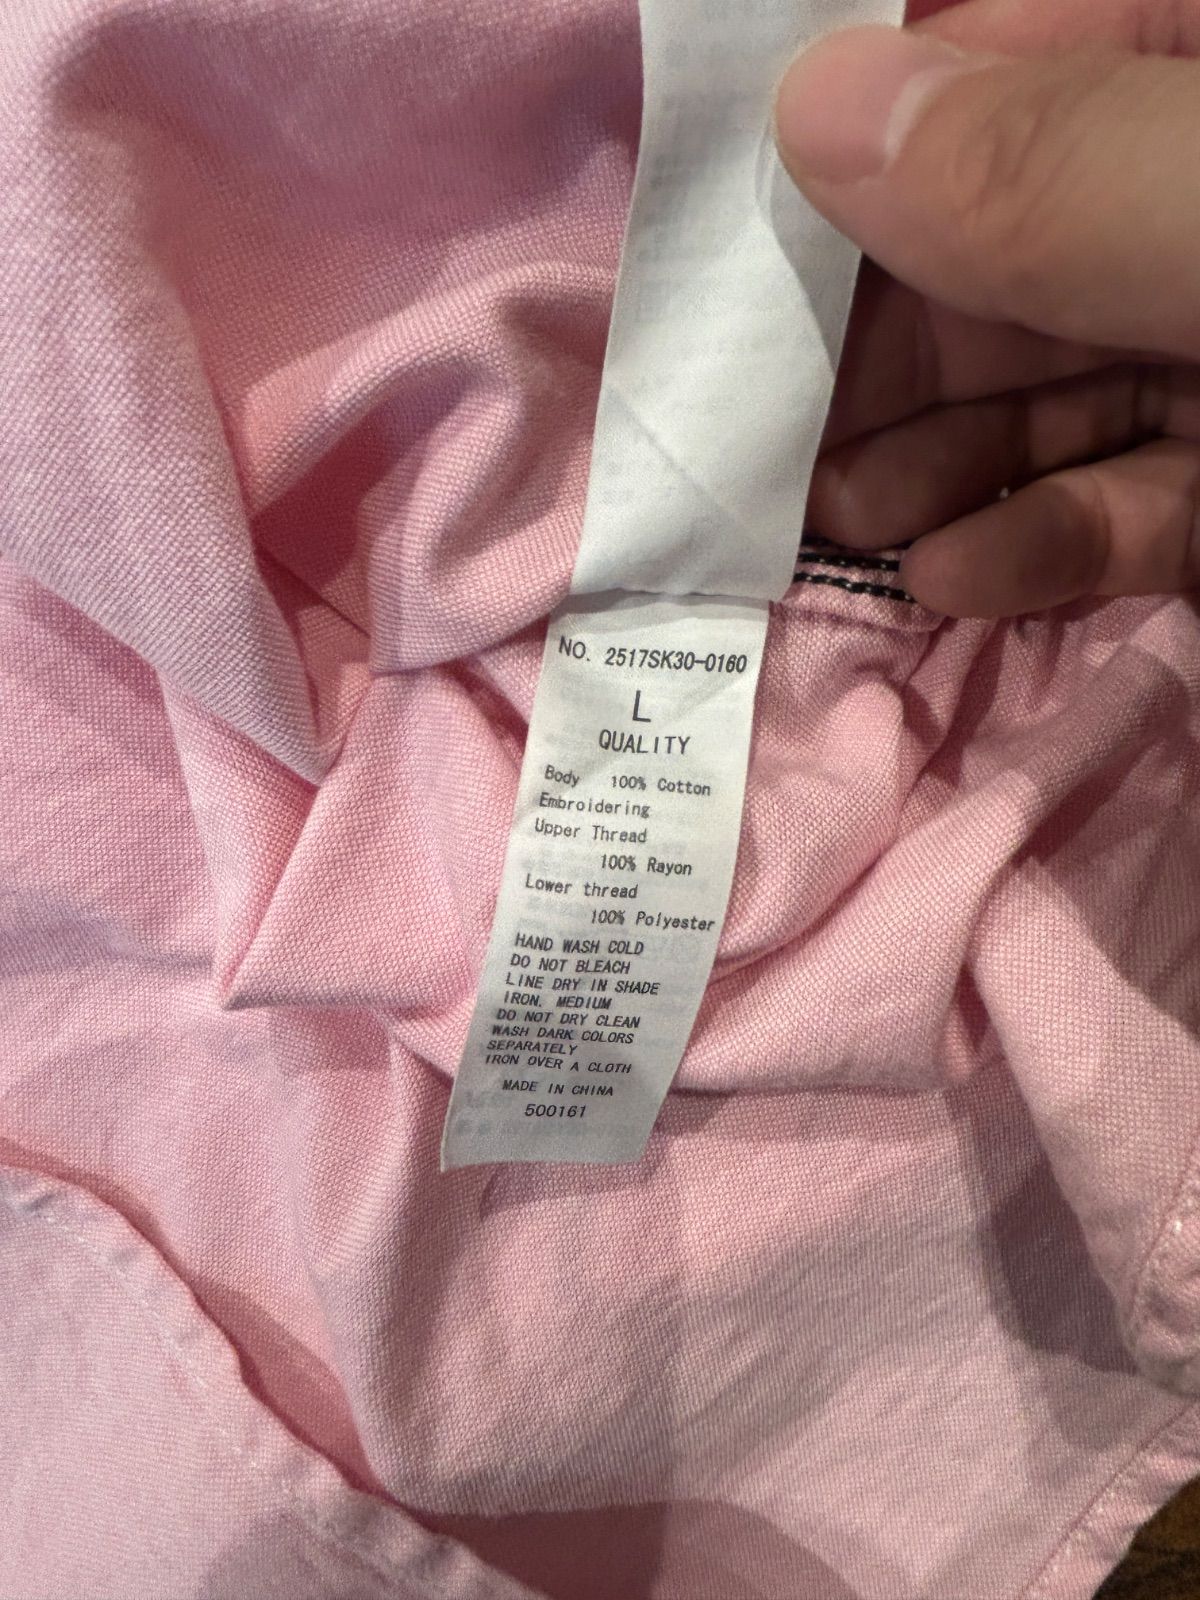 NO. 2517SK30-0160
L
QUALITY
Body 100% Cotton
Embroidering
Upper Thread
100% Rayon
Lower thread
100% Polyester
HAND WASH COLD
DO NOT BLEACH
LINE DRY IN SHADE
IRON. MEDIUM
DO NOT DRY CLEAN
WASH DARK COLORS
SEPARATELY
IRON OVER A CLOTH
MADE IN CHINA
500161